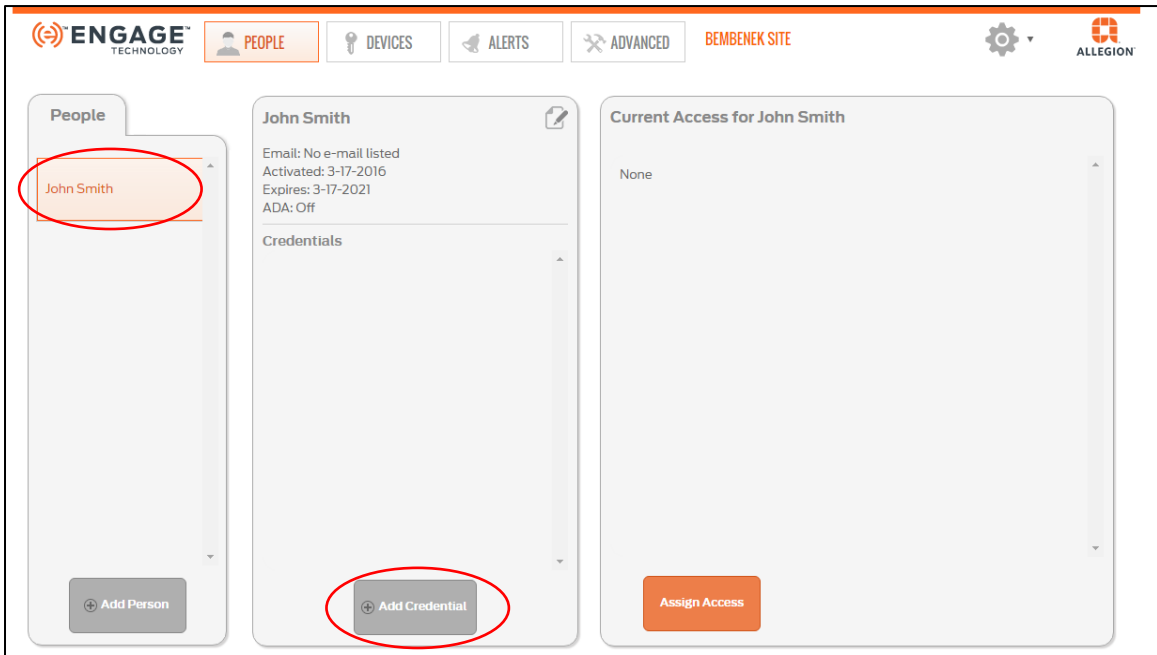 ENGAGE™
TECHNOLOGY
PEOPLE
DEVICES
ALERTS
ADVANCED
BEMBENEK SITE
ALLEGION
People
John Smith
Add Person
John Smith
Email: No e-mail listed
Activated: 3-17-2016
Expires: 3-17-2021
ADA: Off
Credentials
Add Credential
Current Access for John Smith
None
Assign Access